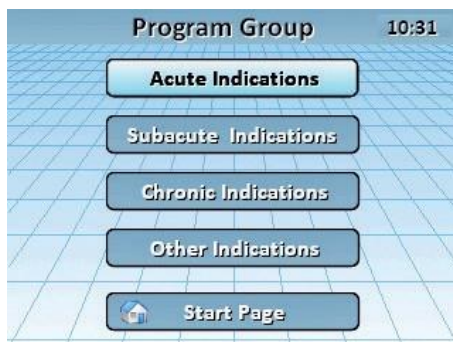 Program Group
10:31
Acute Indications
Subacute Indications
Chronic Indications
Other Indications
Start Page